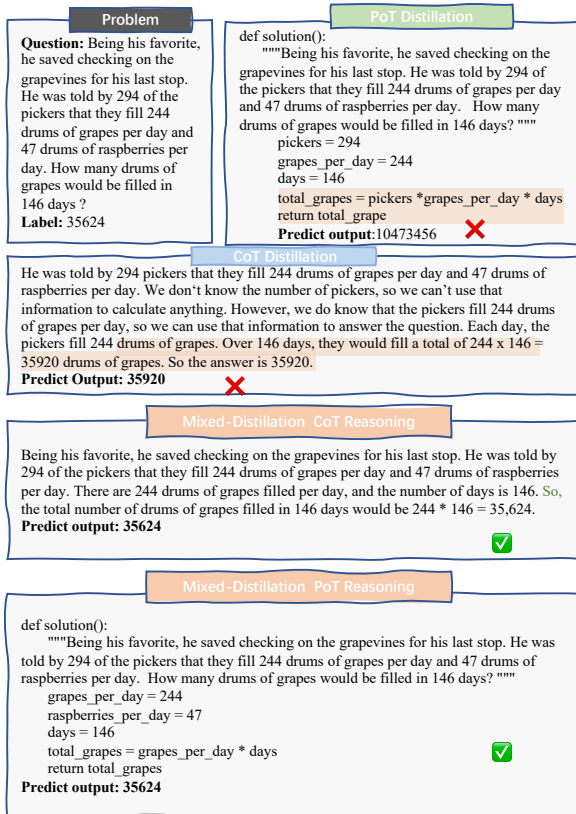 Problem
Question: Being his favorite,
he saved checking on the
grapevines for his last stop.
He was told by 294 of the
pickers that they fill 244
drums of grapes per day and
47 drums of raspberries per
day. How many drums of
grapes would be filled in
146 days ?
Label: 35624
PoT Distillation
def solution():
"""Being his favorite, he saved checking on the
grapevines for his last stop. He was told by 294 of
the pickers that they fill 244 drums of grapes per day
and 47 drums of raspberries per day. How many
drums of grapes would be filled in 146 days? """
pickers = 294
grapes_per_day = 244
days = 146
total_grapes = pickers *grapes_per_day * days
return total_grape
Predict output:10473456
CoT Distillation
He was told by 294 pickers that they fill 244 drums of grapes per day and 47 drums of
raspberries per day. We don‘t know the number of pickers, so we can't use that
information to calculate anything. However, we do know that the pickers fill 244 drums
of grapes per day, so we can use that information to answer the question. Each day, the
pickers fill 244 drums of grapes. Over 146 days, they would fill a total of 244 x 146 =
35920 drums of grapes. So the answer is 35920.
Predict Output: 35920
Mixed-Distillation CoT Reasoning
Being his favorite, he saved checking on the grapevines for his last stop. He was told by
294 of the pickers that they fill 244 drums of grapes per day and 47 drums of raspberries
per day. There are 244 drums of grapes filled per day, and the number of days is 146. So,
the total number of drums of grapes filled in 146 days would be 244 * 146 = 35,624.
Predict output: 35624
Mixed-Distillation PoT Reasoning
def solution():
"""Being his favorite, he saved checking on the grapevines for his last stop. He was
told by 294 of the pickers that they fill 244 drums of grapes per day and 47 drums of
raspberries per day. How many drums of grapes would be filled in 146 days? """
grapes_per_day = 244
raspberries_per_day = 47
days = 146
total_grapes = grapes_per_day * days
return total_grapes
Predict output: 35624